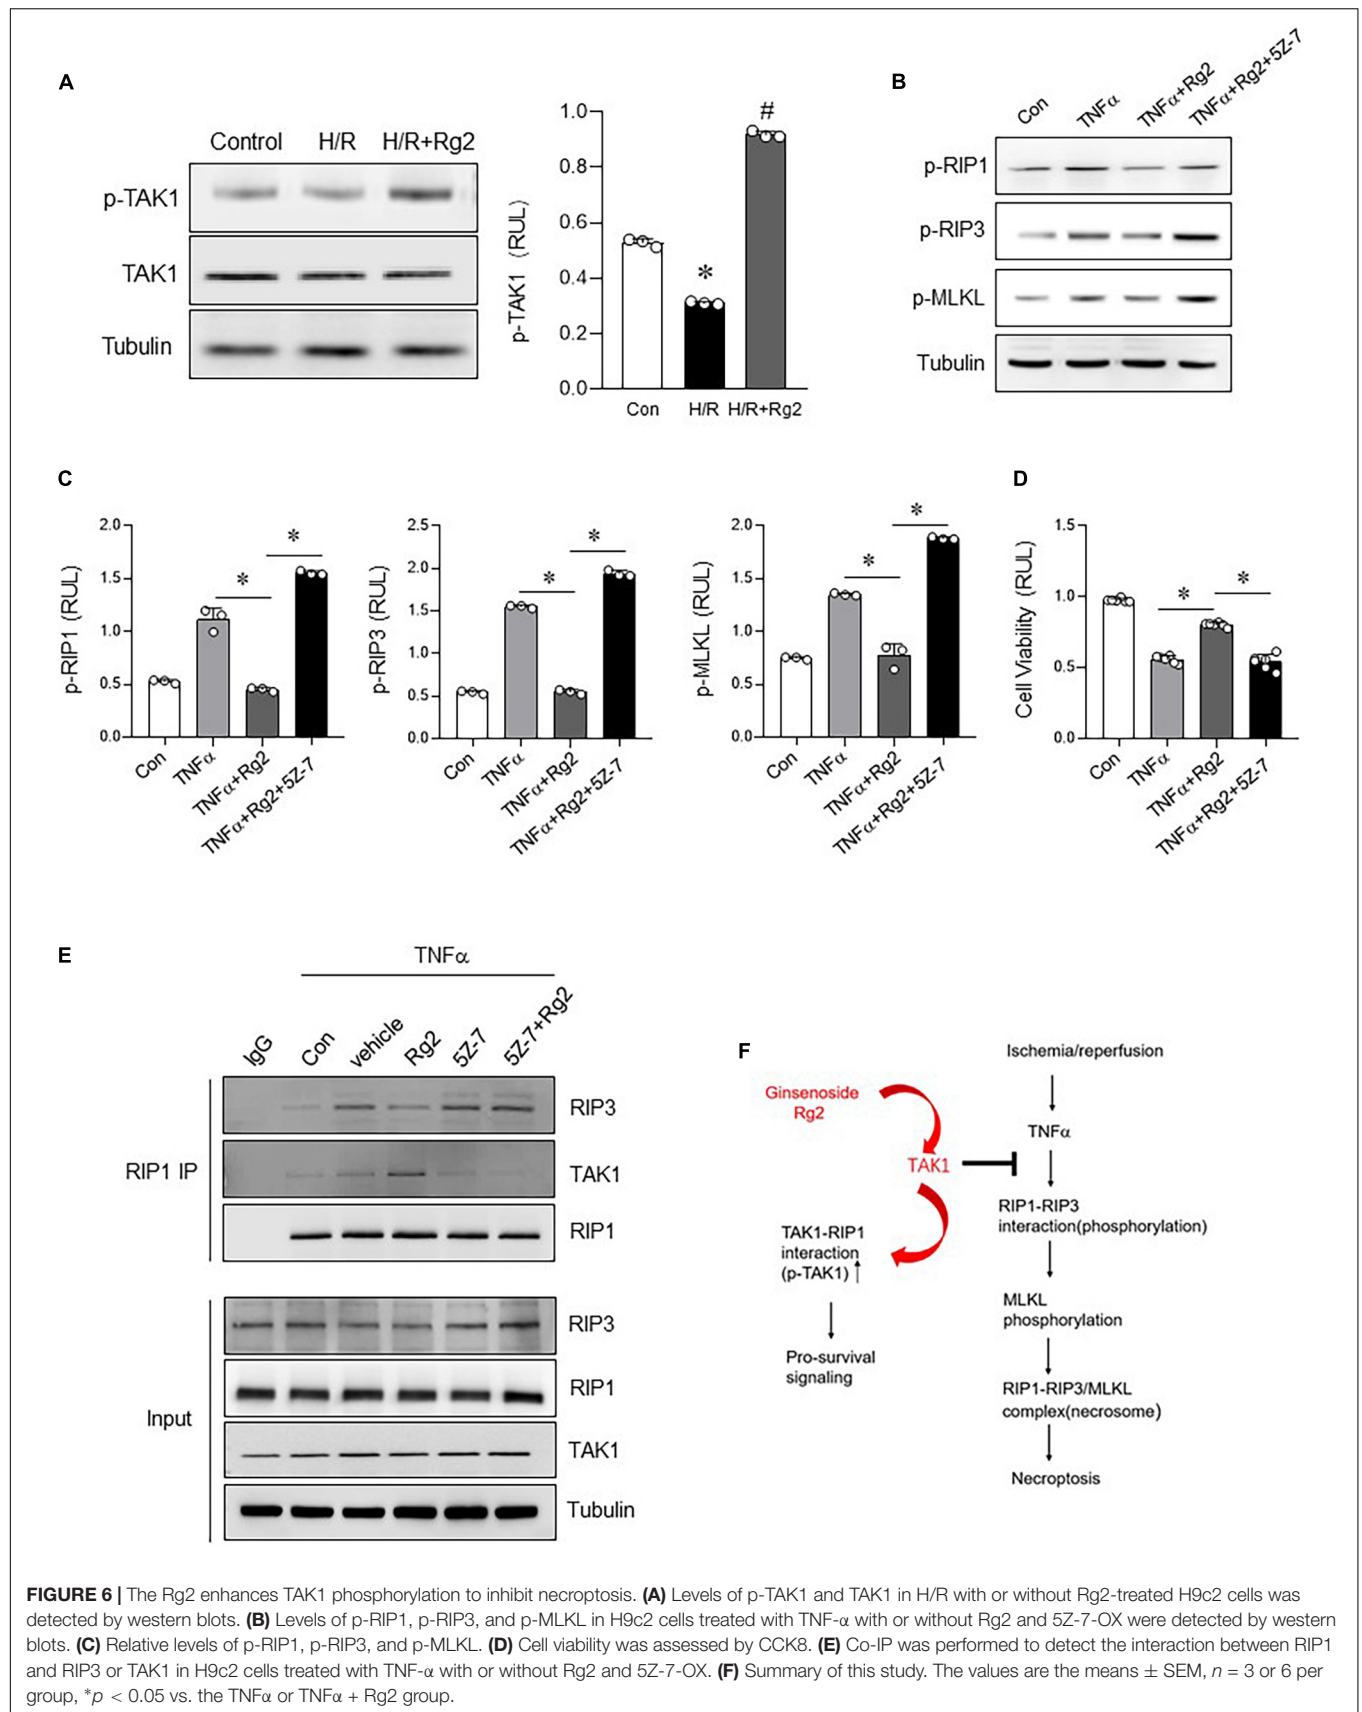 A
Control H/R H/R+Rg2
p-TAK1
TAK1
Tubulin
p-TAK1 (RUL)
1.0
0.8
0.6
0.4
0.2
0.0
*
#
Con H/R H/R+Rg2
B
Con TNFα TNFα+Rg2 TNFα+Rg2+5Z-7
p-RIP1
p-RIP3
p-MLKL
Tubulin
C
p-RIP1 (RUL)
2.0
1.5
1.0
0.5
0.0
* *
Con TNFα TNFα+Rg2 TNFα+Rg2+5Z-7
p-RIP3 (RUL)
2.5
2.0
1.5
1.0
0.5
0.0
* *
Con TNFα TNFα+Rg2 TNFα+Rg2+5Z-7
p-MLKL (RUL)
2.0
1.5
1.0
0.5
0.0
* *
Con TNFα TNFα+Rg2 TNFα+Rg2+5Z-7
D
Cell Viability (RUL)
1.5
1.0
0.5
0.0
* *
Con TNFα TNFα+Rg2 TNFα+Rg2+5Z-7
E
TNFα
IgG Con vehicle Rg2 5Z-7 5Z-7+Rg2
RIP1 IP
RIP3
TAK1
RIP1
Input
RIP3
RIP1
TAK1
Tubulin
F
Ischemia/reperfusion
Ginsenoside
Rg2
TNFα
TAK1
RIP1-RIP3
interaction(phosphorylation)
TAK1-RIP1
interaction
(p-TAK1)
MLKL
phosphorylation
Pro-survival
signaling
RIP1-RIP3/MLKL
complex(necrosome)
Necroptosis
FIGURE 6 | The Rg2 enhances TAK1 phosphorylation to inhibit necroptosis. (A) Levels of p-TAK1 and TAK1 in H/R with or without Rg2-treated H9c2 cells was
detected by western blots. (B) Levels of p-RIP1, p-RIP3, and p-MLKL in H9c2 cells treated with TNF-α with or without Rg2 and 5Z-7-OX were detected by western
blots. (C) Relative levels of p-RIP1, p-RIP3, and p-MLKL. (D) Cell viability was assessed by CCK8. (E) Co-IP was performed to detect the interaction between RIP1
and RIP3 or TAK1 in H9c2 cells treated with TNF-α with or without Rg2 and 5Z-7-OX. (F) Summary of this study. The values are the means ± SEM, n = 3 or 6 per
group, *p < 0.05 vs. the TNFα or TNFα + Rg2 group.